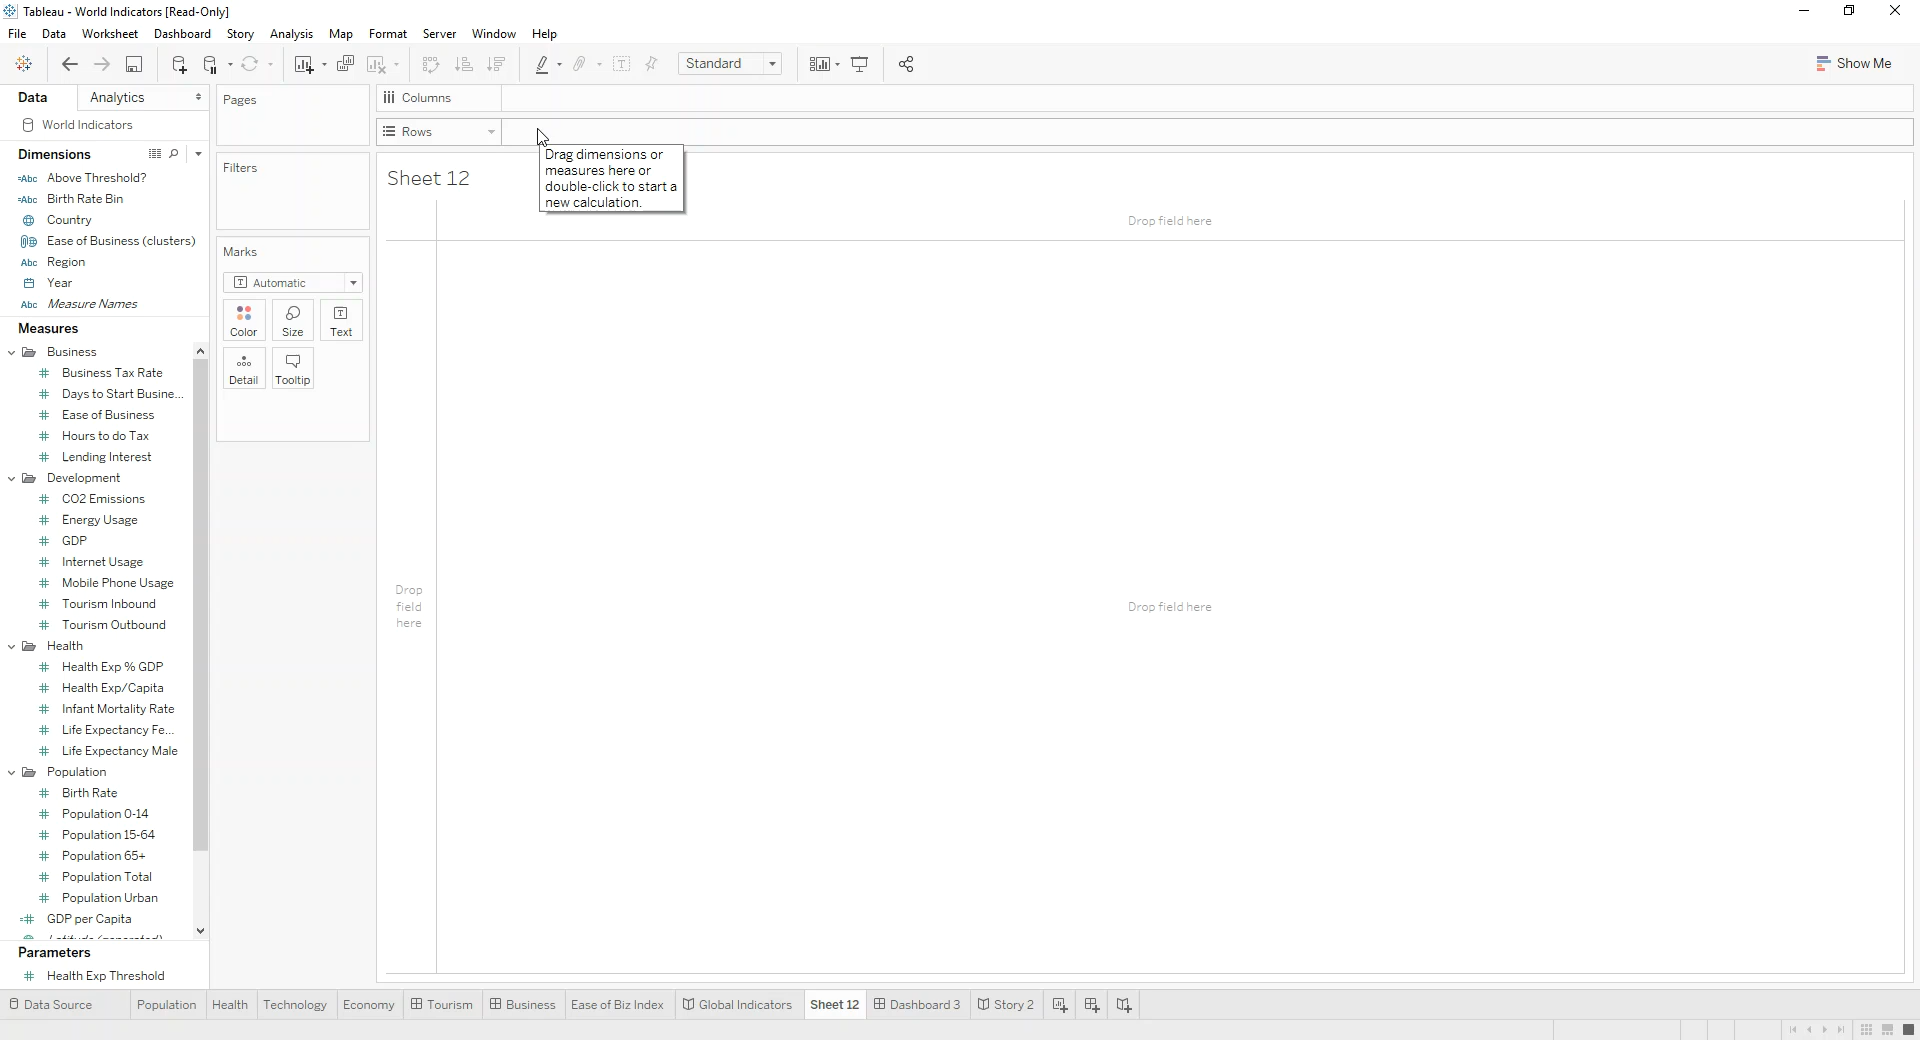 Tableau - World Indicators [Read-Only]
File Data Worksheet Dashboard Story Analysis Map Format Server Window Help
Standard
Show Me
Data
Analytics
World Indicators
Dimensions
=Abc Above Threshold?
=Abc Birth Rate Bin
Country
Ease of Business (clusters)
Abc Region
Year
Abc Measure Names
Measures
Business
# Business Tax Rate
# Days to Start Busine...
# Ease of Business
# Hours to do Tax
# Lending Interest
Development
# CO2 Emissions
# Energy Usage
# GDP
# Internet Usage
# Mobile Phone Usage
# Tourism Inbound
# Tourism Outbound
Health
# Health Exp % GDP
# Health Exp/Capita
# Infant Mortality Rate
# Life Expectancy Fe...
# Life Expectancy Male
Population
# Birth Rate
# Population 0-14
# Population 15-64
# Population 65+
# Population Total
# Population Urban
=# GDP per Capita
Parameters
# Health Exp Threshold
Pages
Filters
Marks
T Automatic
Color
Size
T Text
Detail
Tooltip
Columns
Rows
Drag dimensions or
measures here or
double-click to start a
new calculation.
Sheet 12
Drop field here
Drop
field
here
Drop field here
Data Source
Population
Health
Technology
Economy
Tourism
Business
Ease of Biz Index
Global Indicators
Sheet 12
Dashboard 3
Story 2